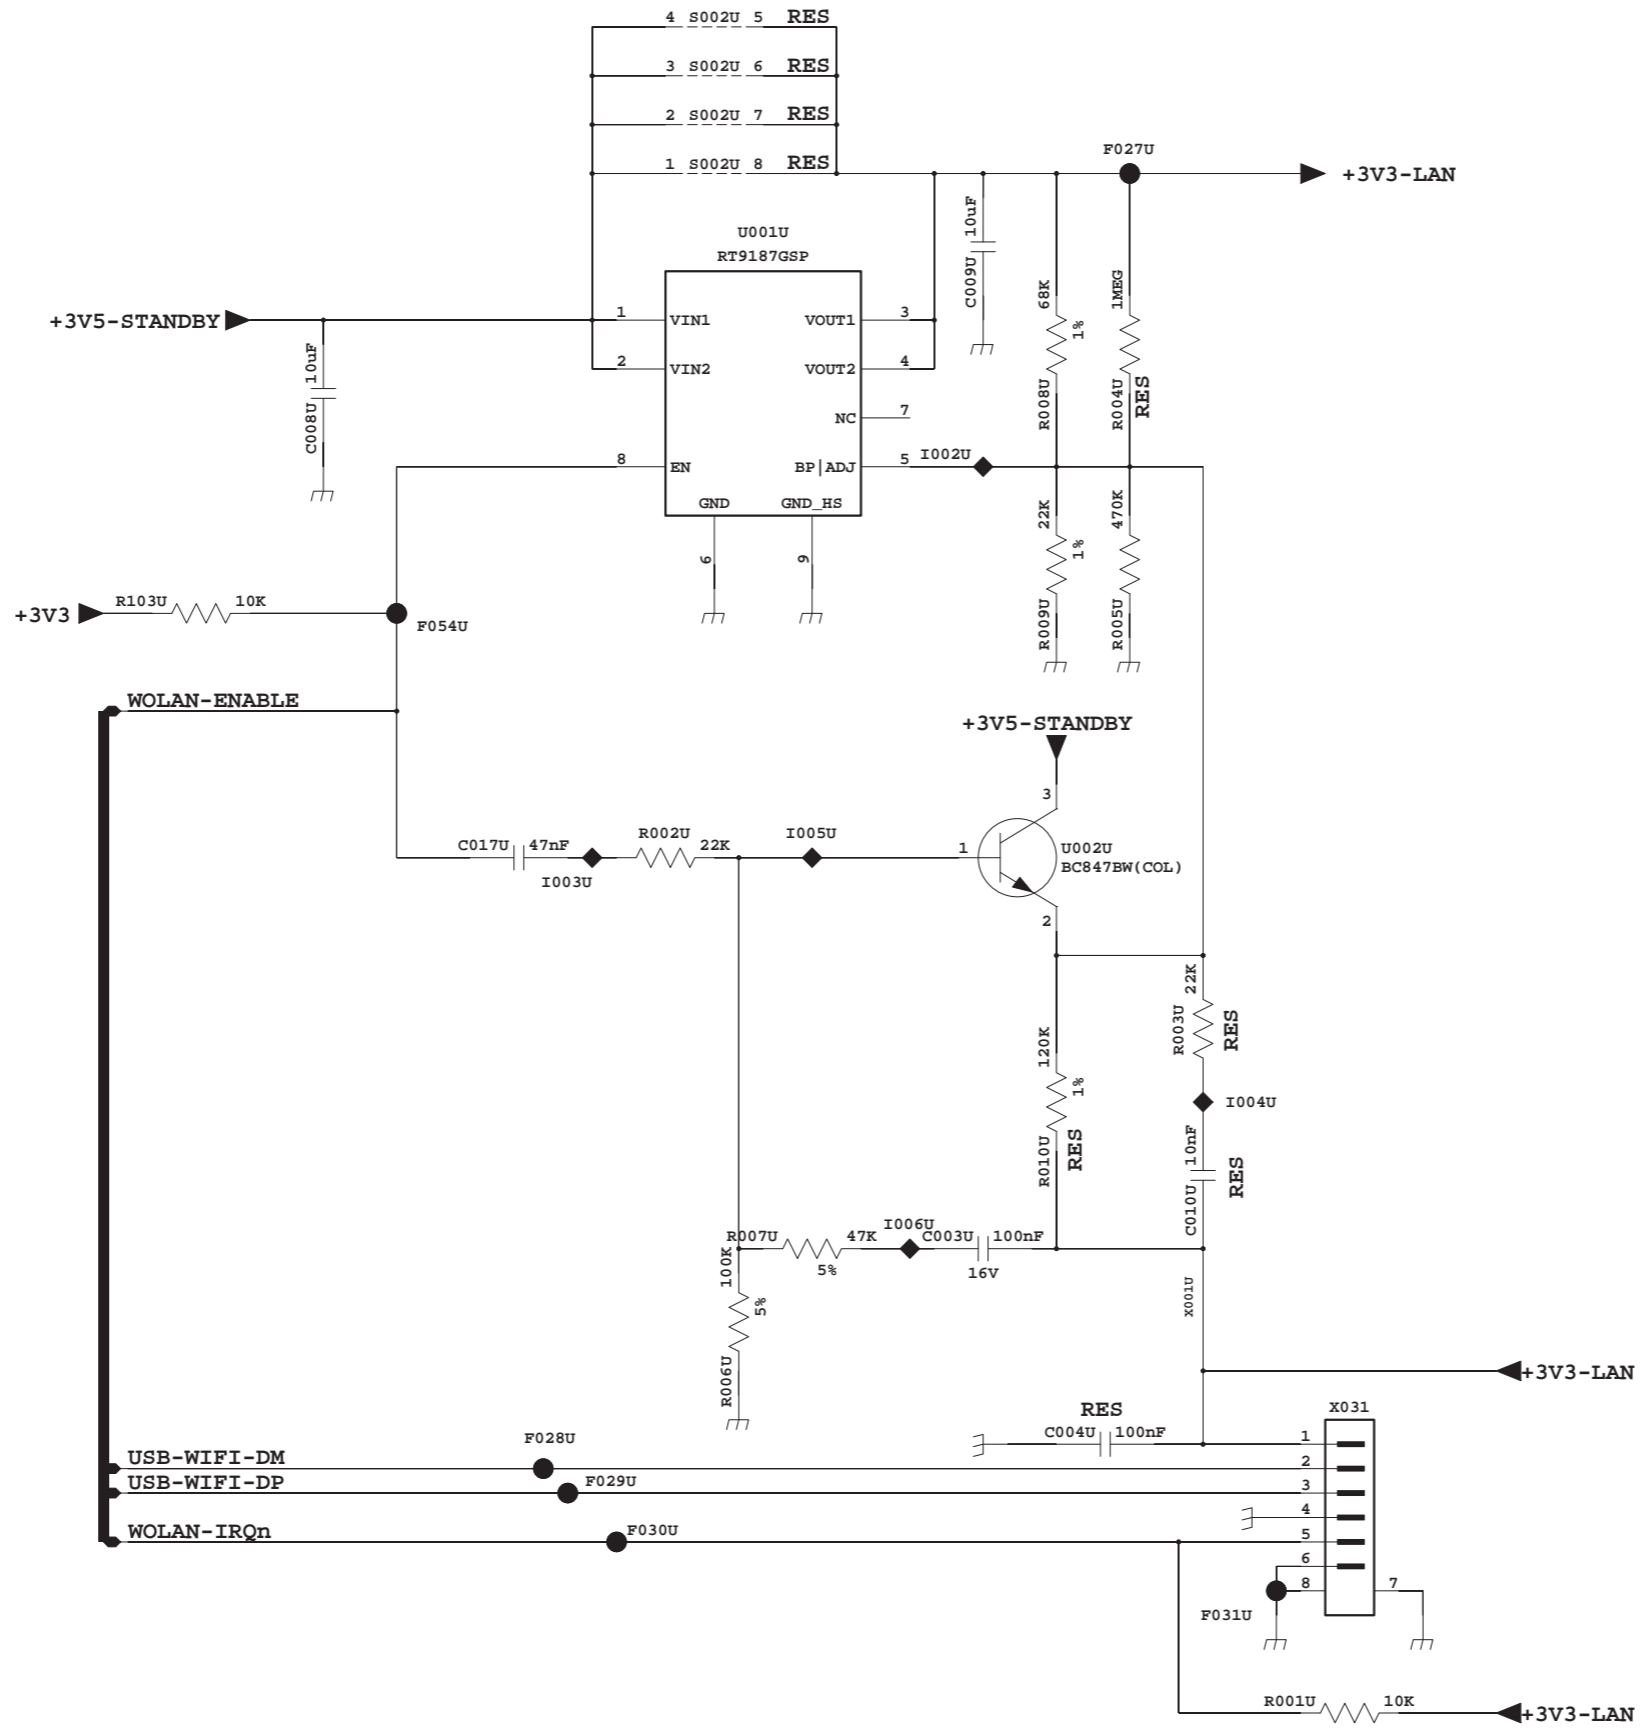 4 S002U 5 RES
3 S002U 6 RES
2 S002U 7 RES
1 S002U 8 RES
F027U
+3V3-LAN
U001U
RT9187GSP
10uF
C009U
68K
1%
R008U
1MEG
R004U
RES
+3V5-STANDBY
10uF
C008U
1
VIN1
VOUT1
3
2
VIN2
VOUT2
4
NC
7
8
EN
BP|ADJ
5
I002U
GND
GND_HS
6
9
22K
1%
R009U
470K
R005U
+3V3
R103U
10K
F054U
WOLAN-ENABLE
+3V5-STANDBY
3
C017U
47nF
I003U
R002U
22K
I005U
1
U002U
BC847BW(COL)
2
22K
R003U
RES
120K
1%
R010U
RES
I004U
10nF
C010U
RES
R007U
47K
5%
I006U
C003U
100nF
16V
100K
5%
R006U
X001U
+3V3-LAN
RES
C004U
100nF
X031
1
USB-WIFI-DM
F028U
2
USB-WIFI-DP
F029U
3
4
WOLAN-IRQn
F030U
5
6
8
7
F031U
R001U
10K
+3V3-LAN